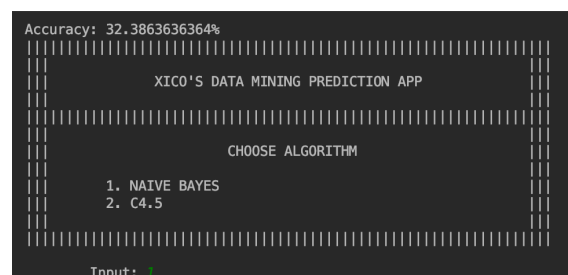 Accuracy: 32.3863636364%
XICO'S DATA MINING PREDICTION APP
CHOOSE ALGORITHM
1. NAIVE BAYES
2. C4.5
Input: 1